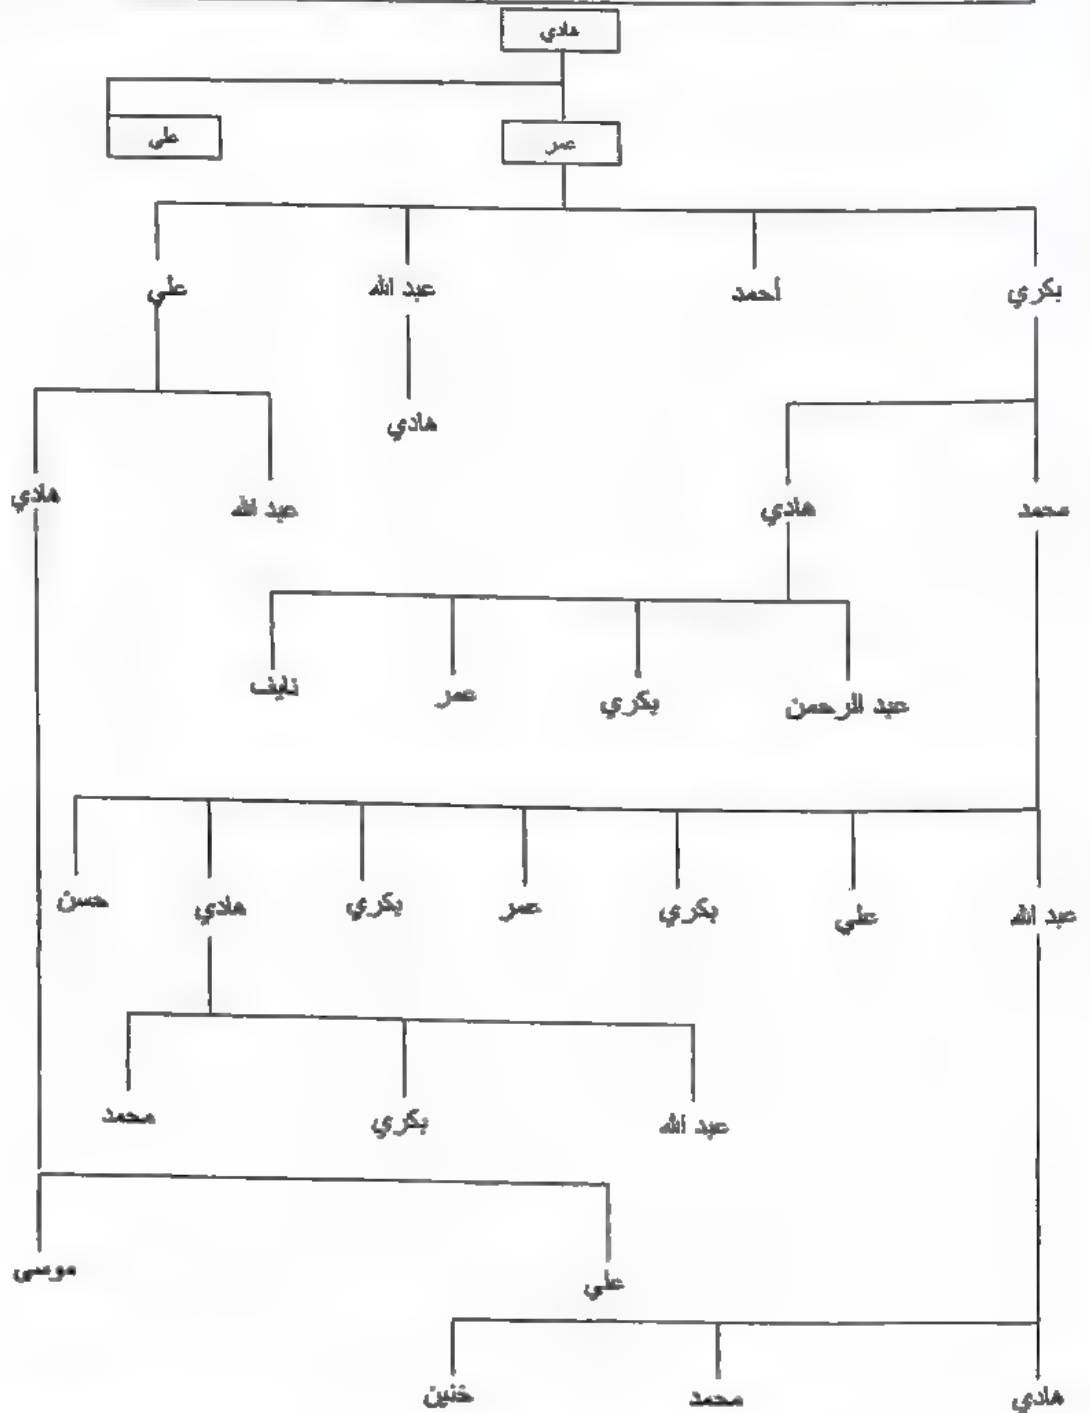 هادي
علي
عمر
بكري
أحمد
عبد الله
علي
هادي
محمد
هادي
عبد الله
هادي
عبد الرحمن
بكري
عمر
نايف
عبد الله
علي
بكري
عمر
بكري
هادي
حسن
عبد الله
بكري
محمد
علي
موسى
هادي
محمد
خنين